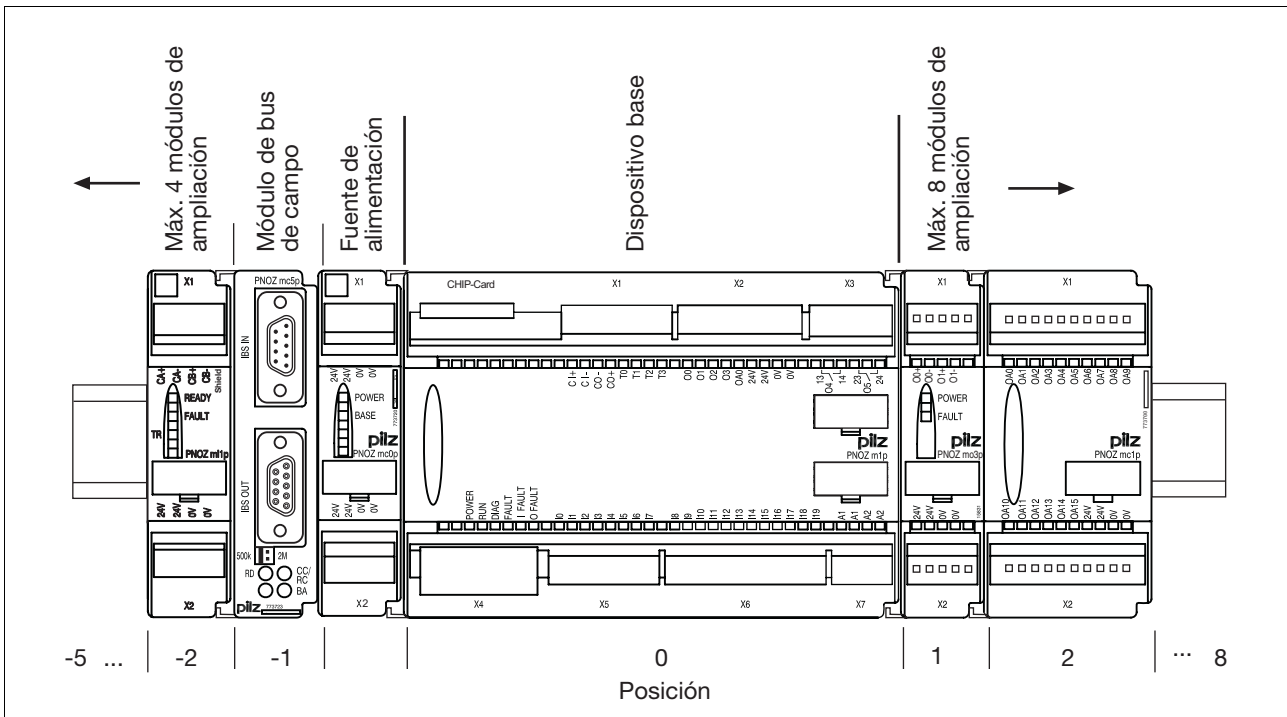 Máx. 4 módulos de
ampliación
Módulo de bus
de campo
Fuente de
alimentación
Dispositivo base
Máx. 8 módulos de
ampliación
X1
CA+
CA-
CB+
CB-
Shield
READY
FAULT
TR
PNOZ ml1p
24V
24V
0V
0V
X2
PNOZ mc5p
IBS IN
IBS OUT
500k
2M
RD
CC/
RC
BA
pilz
773723
X1
24V
24V
0V
0V
POWER
BASE
773720
pilz
PNOZ mc0p
24V
24V
0V
0V
X2
CHIP-Card
X1
X2
X3
CI+
CI-
CO-
CO+
T0
T1
T2
T3
O0
O1
O2
O3
OA0
24V
24V
0V
0V
13
O4
14
23
O5
24
pilz
PNOZ m1p
POWER
RUN
DIAG
FAULT
I FAULT
O FAULT
I0
I1
I2
I3
I4
I5
I6
I7
I8
I9
I10
I11
I12
I13
I14
I15
I16
I17
I18
I19
A1
A1
A2
A2
X4
X5
X6
X7
X1
O0+
O0-
O1+
O1-
POWER
FAULT
pilz
PNOZ mo3p
24V
24V
0V
0V
X2
X1
OA0
OA1
OA2
OA3
OA4
OA5
OA6
OA7
OA8
OA9
773700
pilz
PNOZ mc1p
OA10
OA11
OA12
OA13
OA14
OA15
24V
24V
0V
0V
X2
-5 ...
-2
-1
0
1
2
... 8
Posición